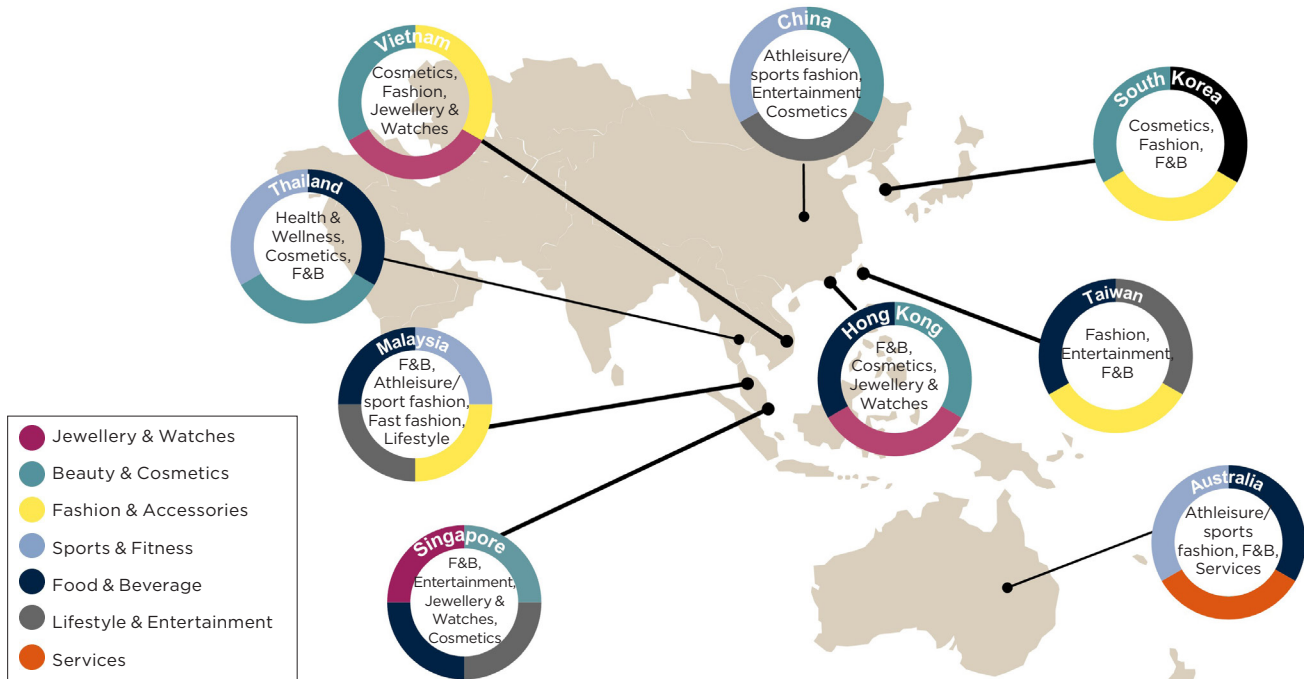 Vietnam
Cosmetics,
Fashion,
Jewellery &
Watches
China
Athleisure/
sports fashion,
Entertainment
Cosmetics
South Korea
Cosmetics,
Fashion,
F&B
Thailand
Health &
Wellness,
Cosmetics,
F&B
Malaysia
F&B,
Athleisure/
sport fashion,
Fast fashion,
Lifestyle
Hong Kong
F&B,
Cosmetics,
Jewellery &
Watches
Taiwan
Fashion,
Entertainment,
F&B
Singapore
F&B,
Entertainment,
Jewellery &
Watches,
Cosmetics
Australia
Athleisure/
sports
fashion, F&B,
Services
Jewellery & Watches
Beauty & Cosmetics
Fashion & Accessories
Sports & Fitness
Food & Beverage
Lifestyle & Entertainment
Services